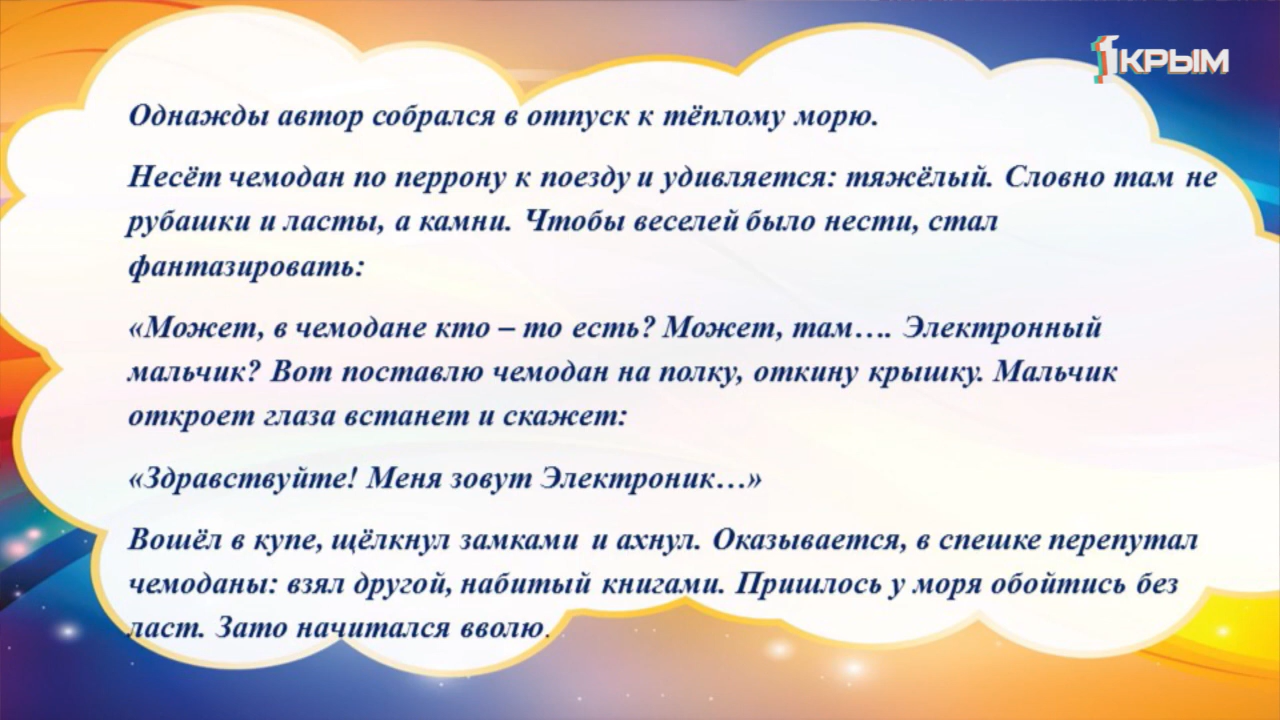 1КРЫМ
Однажды автор собрался в отпуск к тёплому морю.
Несёт чемодан по перрону к поезду и удивляется: тяжёлый. Словно там не
рубашки и ласты, а камни. Чтобы веселей было нести, стал
фантазировать:
«Может, в чемодане кто – то есть? Может, там…. Электронный
мальчик? Вот поставлю чемодан на полку, откину крышку. Мальчик
откроет глаза встанет и скажет:
«Здравствуйте! Меня зовут Электроник…»
Вошёл в купе, щёлкнул замками и ахнул. Оказывается, в спешке перепутал
чемоданы: взял другой, набитый книгами. Пришлось у моря обойтись без
ласт. Зато начитался вволю.